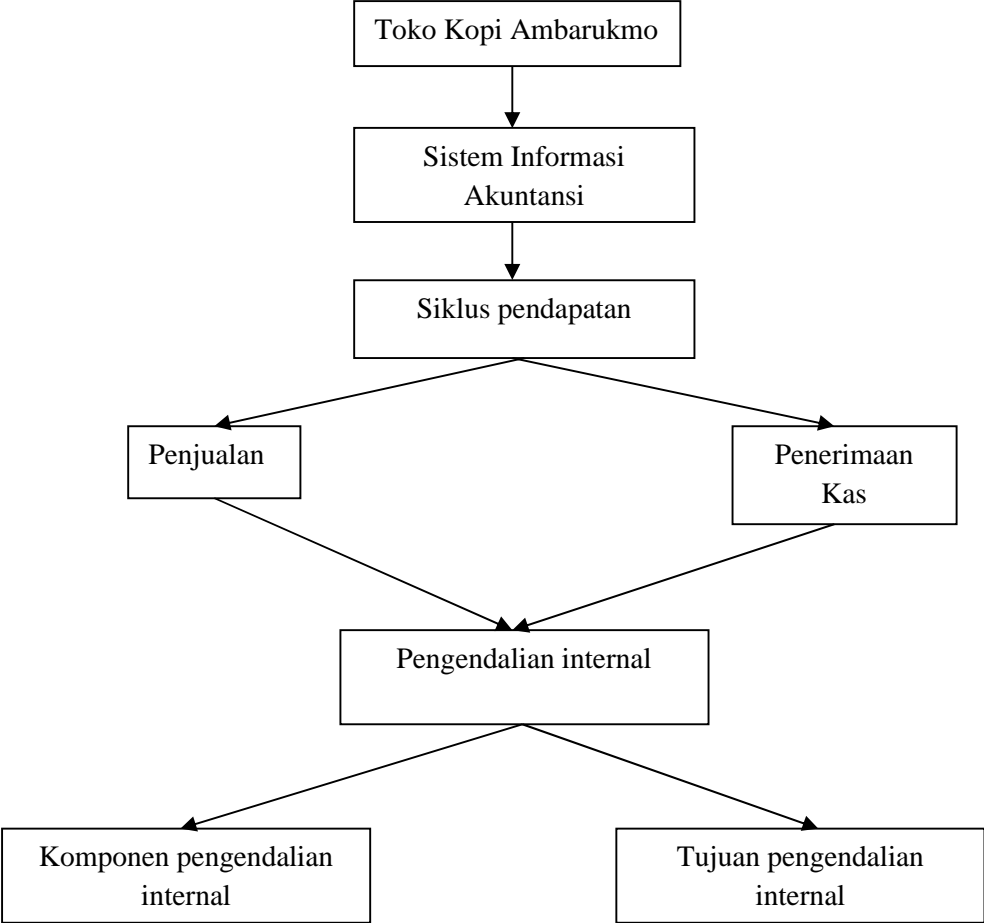 Toko Kopi Ambarukmo
Sistem Informasi
Akuntansi
Siklus pendapatan
Penjualan
Penerimaan
Kas
Pengendalian internal
Komponen pengendalian
internal
Tujuan pengendalian
internal